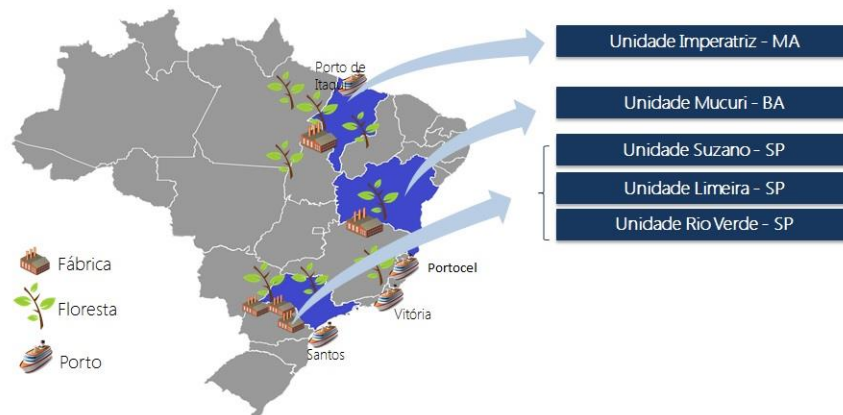 Porto de
Itaqui
Unidade Imperatriz - MA
Unidade Mucuri - BA
Unidade Suzano - SP
Unidade Limeira - SP
Unidade Rio Verde - SP
Portocel
Vitória
Santos
Fábrica
Floresta
Porto